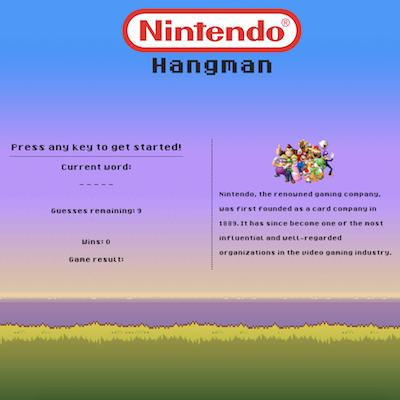 Nintendo®
Hangman
Press any key to get started!
Current word:
- - - - -
Guesses remaining: 9
Wins: 0
Game result:
Nintendo, the renowned gaming company,
was first founded as a card company in
1889. It has since become one of the most
influential and well-regarded
organizations in the video gaming industry.